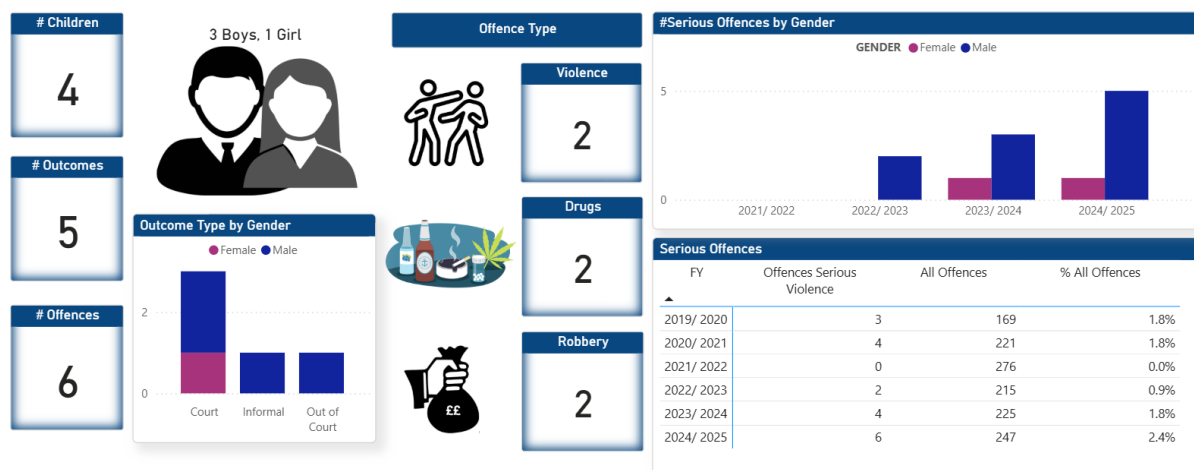 # Children
4
# Outcomes
5
# Offences
6
3 Boys, 1 Girl
Outcome Type by Gender
Female Male
2
0
Court Informal Out of
Court
Offence Type
Violence
2
Drugs
2
££
Robbery
2
#Serious Offences by Gender
GENDER Female Male
5
0
2021/ 2022 2022/ 2023 2023/ 2024 2024/ 2025
Serious Offences
FY Offences Serious All Offences % All Offences
Violence
2019/ 2020 3 169 1.8%
2020/ 2021 4 221 1.8%
2021/ 2022 0 276 0.0%
2022/ 2023 2 215 0.9%
2023/ 2024 4 225 1.8%
2024/ 2025 6 247 2.4%